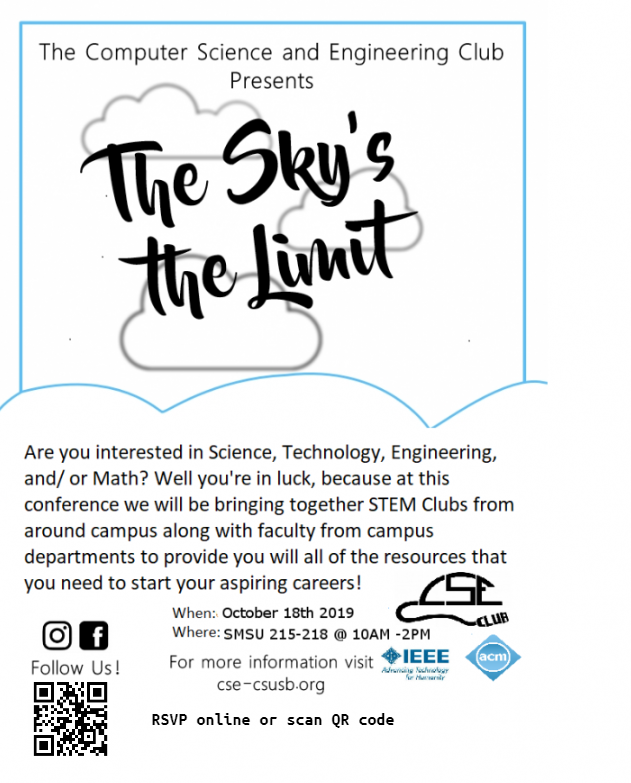 The Computer Science and Engineering Club
Presents
The Sky's
the Limit
Are you interested in Science, Technology, Engineering,
and/ or Math? Well you're in luck, because at this
conference we will be bringing together STEM Clubs from
around campus along with faculty from campus
departments to provide you will all of the resources that
you need to start your aspiring careers!
CSE
CLUB
When: October 18th 2019
Where: SMSU 215-218 @ 10AM -2PM
Follow Us!
For more information visit
cse-csusb.org
IEEE
Advancing Technology
for Humanity
acm
RSVP online or scan QR code